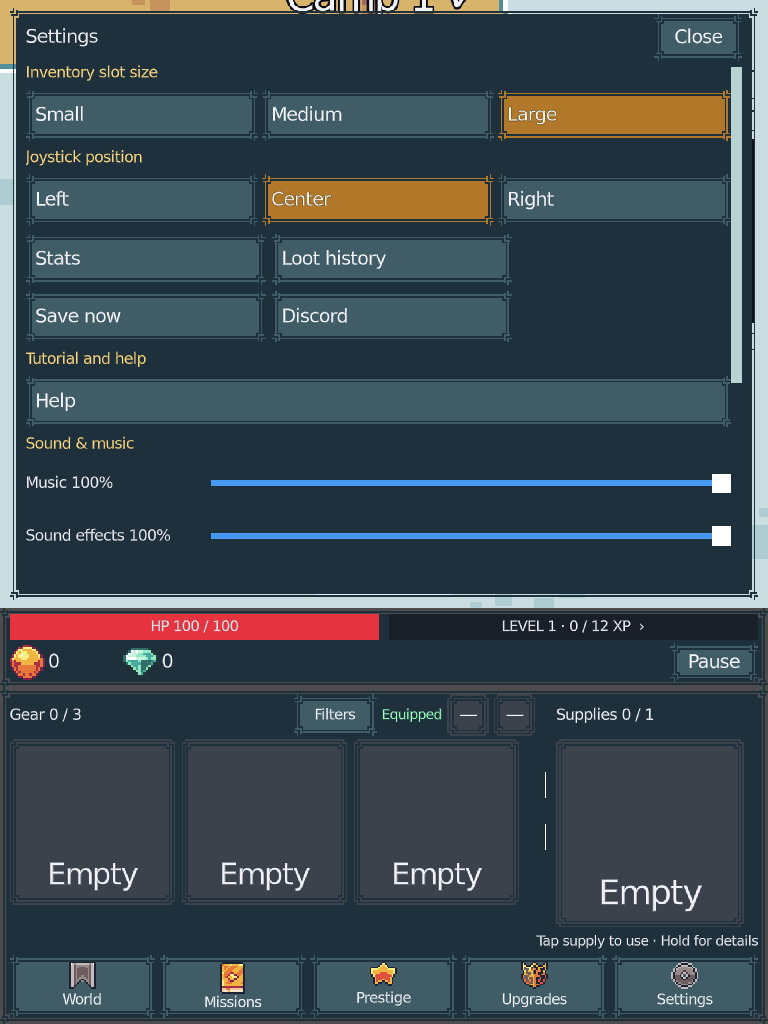 Camp 1 ✓
Settings
Close
Inventory slot size
Small
Medium
Large
Joystick position
Left
Center
Right
Stats
Loot history
Save now
Discord
Tutorial and help
Help
Sound & music
Music 100%
Sound effects 100%
HP 100 / 100
LEVEL 1 · 0 / 12 XP ›
0
0
Pause
Gear 0 / 3
Filters
Equipped
—
—
Supplies 0 / 1
Empty
Empty
Empty
Empty
Tap supply to use · Hold for details
World
Missions
Prestige
Upgrades
Settings